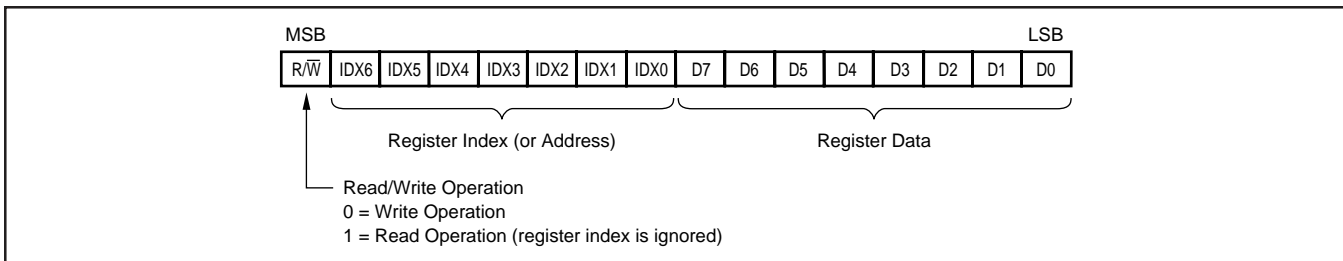 MSB LSB
R/W̅ IDX6 IDX5 IDX4 IDX3 IDX2 IDX1 IDX0 D7 D6 D5 D4 D3 D2 D1 D0
Register Index (or Address) Register Data
Read/Write Operation
0 = Write Operation
1 = Read Operation (register index is ignored)